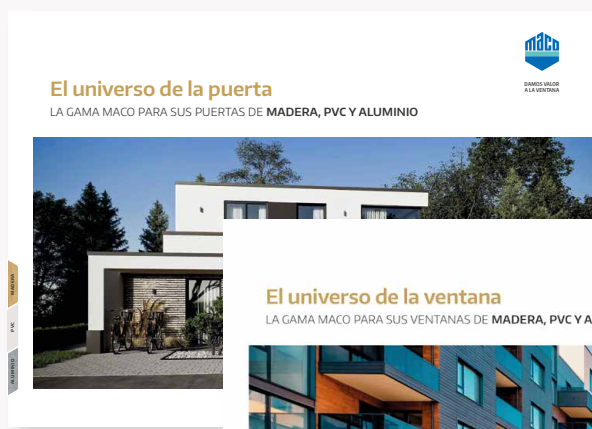 maco
DAMOS VALOR
A LA VENTANA
El universo de la puerta
LA GAMA MACO PARA SUS PUERTAS DE MADERA, PVC Y ALUMINIO
MADERA
PVC
ALUMINIO
El universo de la ventana
LA GAMA MACO PARA SUS VENTANAS DE MADERA, PVC Y A